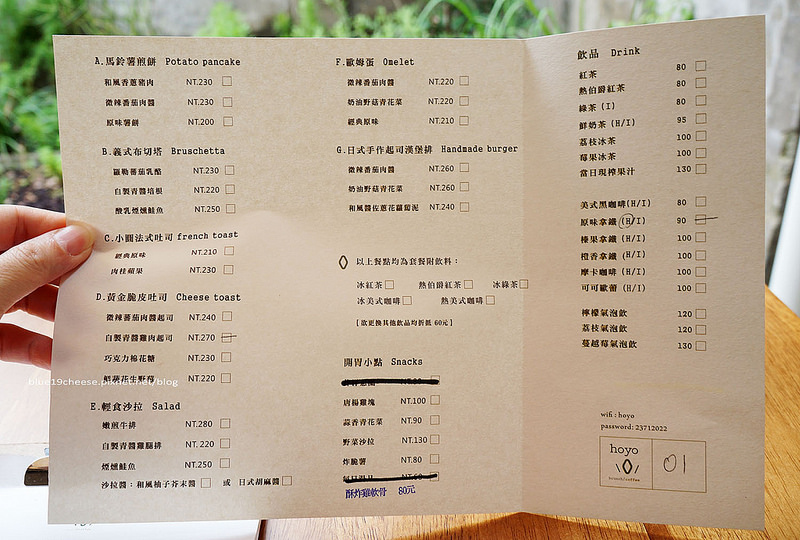 A.馬鈴薯煎餅 Potato pancake
和風香蔥豬肉 NT.230
微辣番茄肉醬 NT.230
原味薯餅 NT.200
B.義式布切塔 Bruschetta
羅勒番茄乳酪 NT.230
自製青醬培根 NT.220
酸乳煙燻鮭魚 NT.250
C.小圓法式吐司 french toast
經典原味 NT.210
肉桂蘋果 NT.230
D.黃金脆皮吐司 Cheese toast
微辣番茄肉醬起司 NT.240
自製青醬雞肉起司 NT.270
巧克力棉花糖 NT.230
鮮蔬花生野莓 NT.220
blue19cheese.pixnet.net/blog
E.輕食沙拉 Salad
嫩煎牛排 NT.280
自製青醬雞腿排 NT.220
煙燻鮭魚 NT.250
沙拉醬：和風柚子芥末醬 或 日式胡麻醬
F.歐姆蛋 Omelet
微辣番茄肉醬 NT.220
奶油野菇青花菜 NT.220
經典原味 NT.210
G.日式手作起司漢堡排 Handmade burger
微辣番茄肉醬 NT.260
奶油野菇青花菜 NT.260
和風醬佐蔥花蘿蔔泥 NT.240
以上餐點均為套餐附飲料：
冰紅茶 熱伯爵紅茶 冰綠茶
冰美式咖啡 熱美式咖啡
[欲更換其他飲品均折抵 60元]
開胃小點 Snacks
唐揚雞塊 NT.100
蒜香青花菜 NT.90
野菜沙拉 NT.130
炸脆薯 NT.80
酥炸雞軟骨 80元
飲品 Drink
紅茶 80
熱伯爵紅茶 80
綠茶 (I) 80
鮮奶茶 (H/I) 95
荔枝冰茶 100
莓果冰茶 100
當日現榨果汁 130
美式黑咖啡(H/I) 80
原味拿鐵 (H/I) 90
榛果拿鐵 (H/I) 100
橙香拿鐵 (H/I) 100
摩卡咖啡 (H/I) 100
可可歐蕾 (H/I) 100
檸檬氣泡飲 120
荔枝氣泡飲 120
蔓越莓氣泡飲 130
wifi : hoyo
password: 23712022
hoyo
brunch/coffee
01